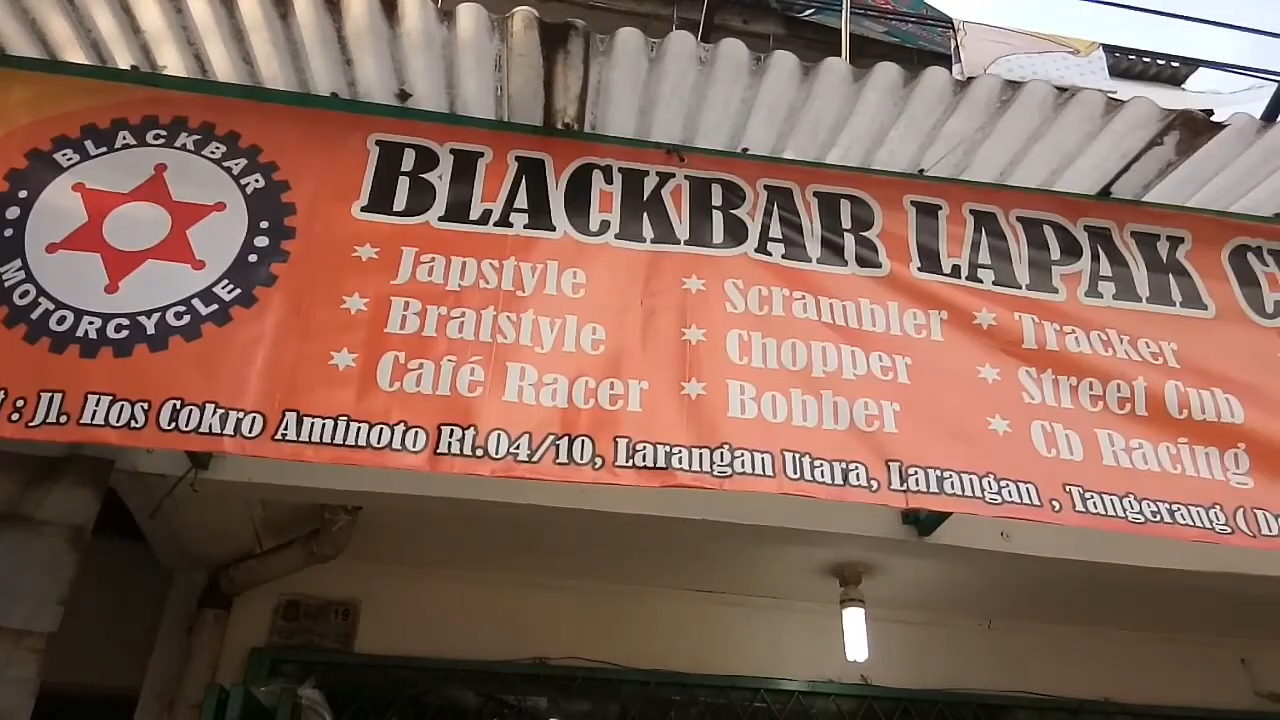 BLACKBAR
MOTORCYCLE
BLACKBAR LAPAK
* Japstyle
* Bratstyle
* Café Racer
* Scrambler
* Chopper
* Bobber
* Tracker
* Street Cub
* Cb Racing
: Jl. Hos Cokro Aminoto Rt.04/10, Larangan Utara, Larangan , Tangerang (
19